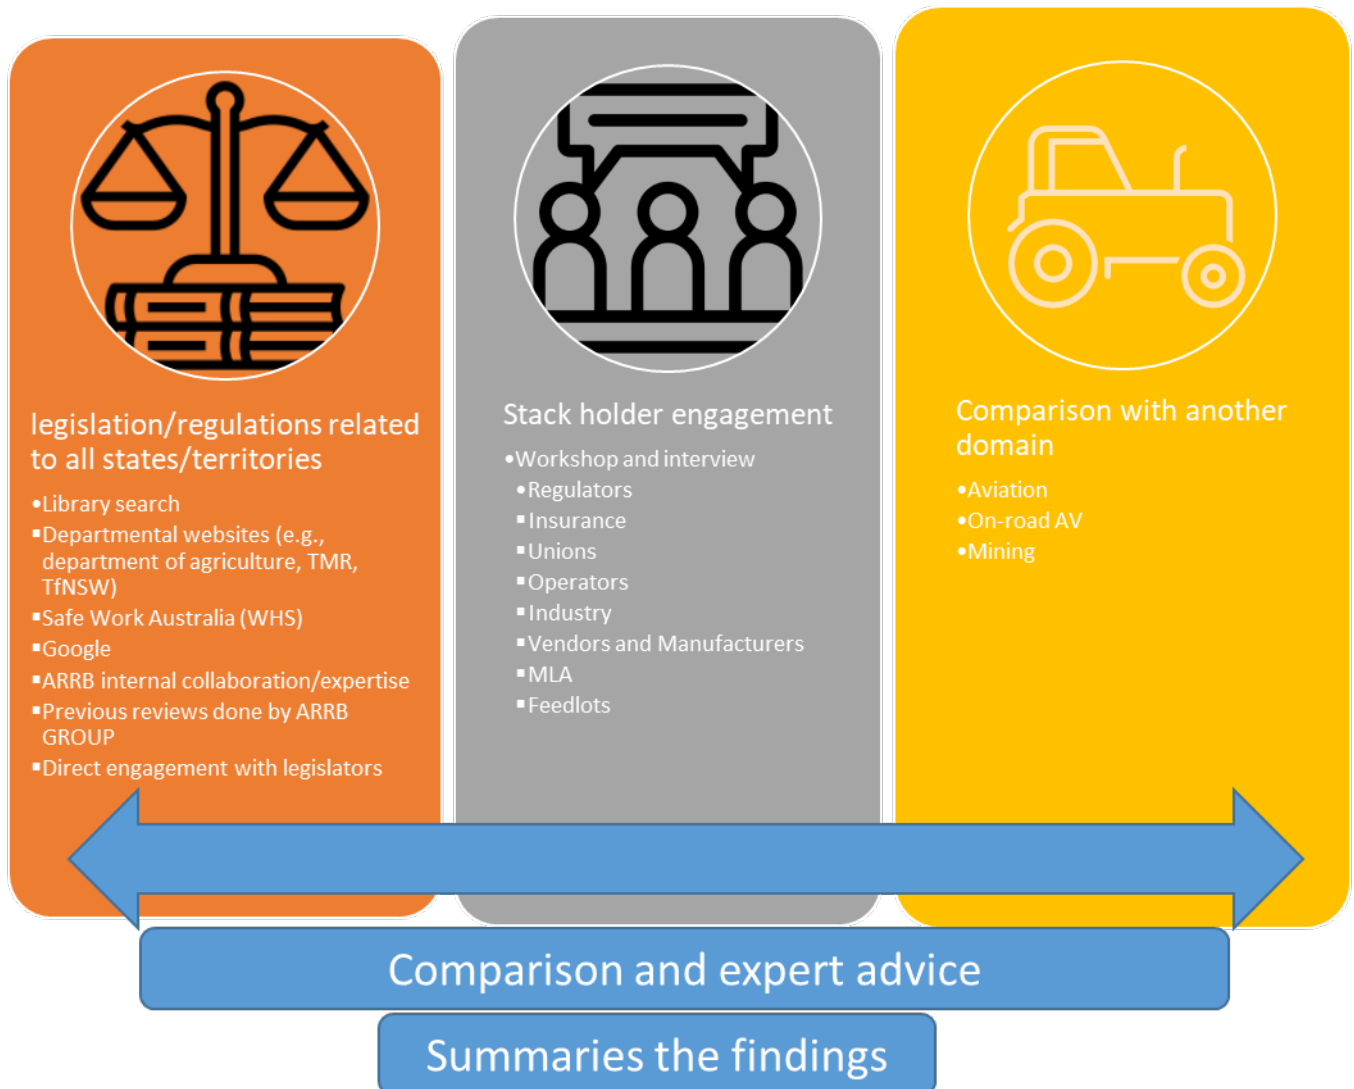 legislation/regulations related
to all states/territories
•Library search
▪Departmental websites (e.g.,
department of agriculture, TMR,
TfNSW)
▪Safe Work Australia (WHS)
▪Google
▪ARRB internal collaboration/expertise
▪Previous reviews done by ARRB
GROUP
▪Direct engagement with legislators
Stack holder engagement
•Workshop and interview
•Regulators
▪Insurance
▪Unions
▪Operators
▪Industry
▪Vendors and Manufacturers
▪MLA
▪Feedlots
Comparison with another
domain
•Aviation
•On-road AV
•Mining
Comparison and expert advice
Summaries the findings